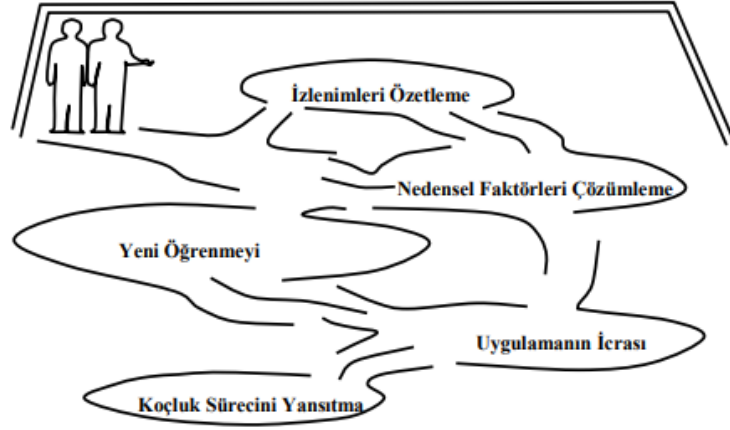 İzlenimleri Özetleme
Nedensel Faktörleri Çözümleme
Yeni Öğrenmeyi
Uygulamanın İcrası
Koçluk Sürecini Yansıtma